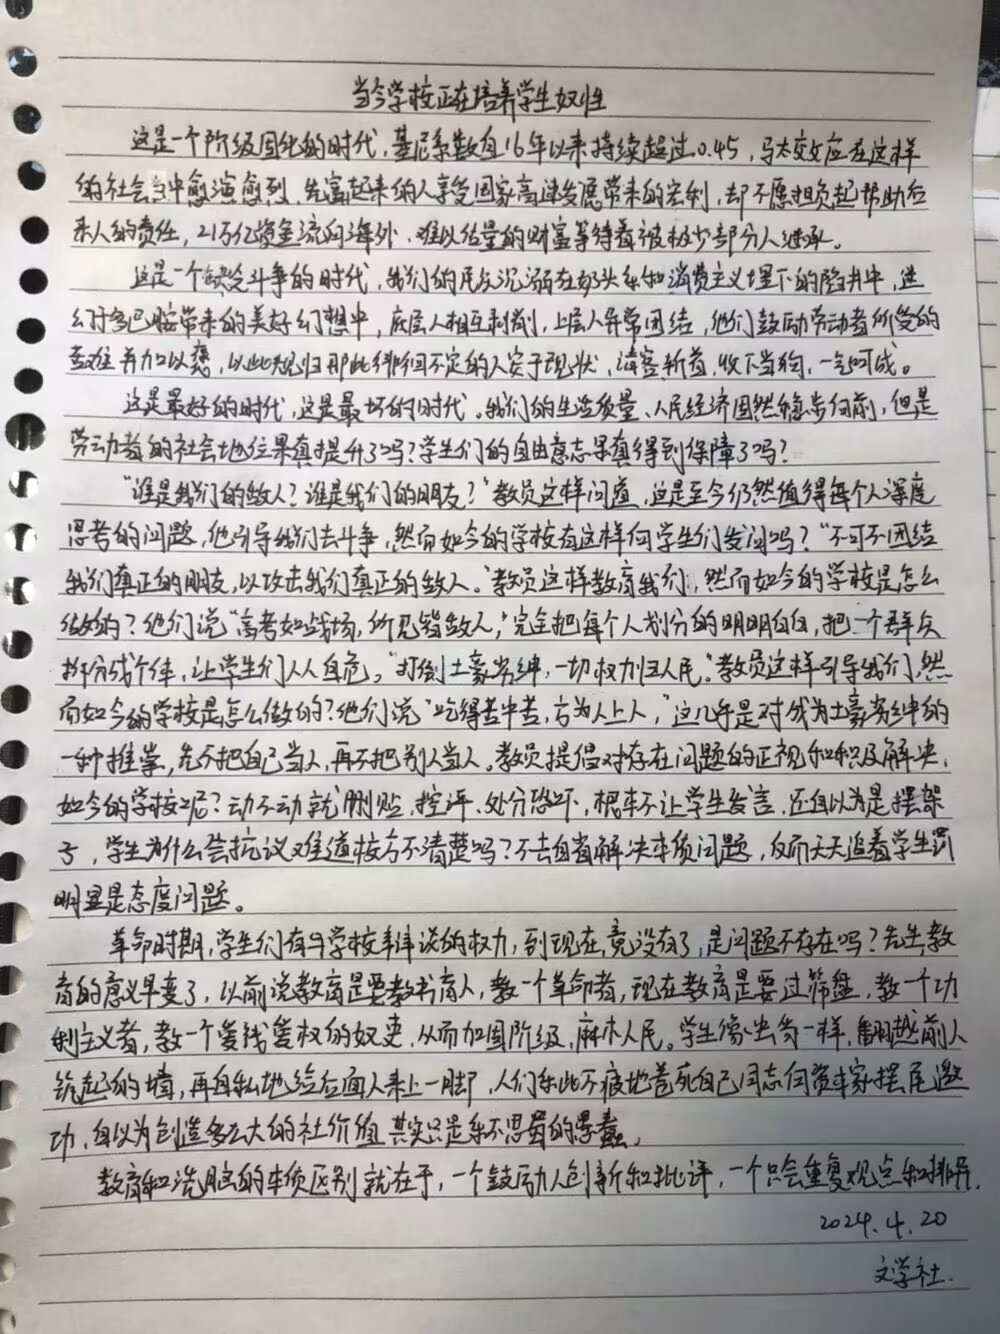 当今学校正在培养学生奴性
这是一个阶级固化的时代，基尼系数自16年以来持续超过0.45，马太效应在这样
的社会当中愈演愈烈，先富起来的人享受国家高速发展带来的宏利，却不愿担负起帮助后
来人的责任，21万亿资金流向海外，难以估量的财富等待着被极少部分人继承。
这是一个缺乏斗争的时代，我们的民众沉溺在奶头乐和消费主义埋下的陷井中，迷
幻于多巴胺带来的美好幻想中，底层人相互剥削，上层人异常团结，他们鼓励劳动者所受的
苦难并加以褒，以此规归那些徘徊不定的人安于现状，请客斩首，收下当狗，一气呵成。
这是最好的时代，这是最坏的时代。我们的生活质量、人民经济固然稳步向前，但是
劳动者的社会地位果真提升了吗？学生们的自由意志果真得到保障了吗？
“谁是我们的敌人？谁是我们的朋友？”教员这样问道，这是至今仍然值得每个人深度
思考的问题，他引导我们去斗争，然而如今的学校有这样向学生们发问吗？“不可不团结
我们真正的朋友，以攻击我们真正的敌人。”教员这样教育我们，然而如今的学校是怎么
做的？他们说“高考如战场，所见皆敌人，”完全把每个人划分的明明白白，把一个群众
拆分成个体，让学生们人人自危。“打倒土豪劣绅，一切权力归人民。”教员这样引导我们，然
而如今的学校是怎么做的？他们说“吃得苦中苦，方为人上人，”这几乎是对成为土豪劣绅的
一种推崇，先不把自己当人，再不把别人当人。教员提倡对存在问题的正视和积极解决，
如今的学校呢？动不动就删贴，控评，处分恐吓，根本不让学生发言，还自以为是摆架
子，学生为什么会抗议难道校方不清楚吗？不去自省解决本质问题，反而天天追着学生罚
明显是态度问题。
革命时期，学生们有与学校争谈的权力，到现在，竟没有了，是问题不存在吗？先生，教
育的意义早变了，以前说教育是要教书育人，教一个革命者，现在教育是要过筛盘，教一个功
利主义者，教一个爱钱爱权的奴吏，从而加固阶级，麻木人民。学生像虫旁一样，翻越前人
筑起的墙，再自私地给后面人来上一脚，人们乐此不疲地卷死自己同志向资本家摆尾邀
功，自以为创造多么大的社价值，其实只是乐不思蜀的愚蠢。
教育和洗脑的本质区别就在于，一个鼓励人创新和批评，一个只会重复观点和排异。
2024.4.20
文学社.